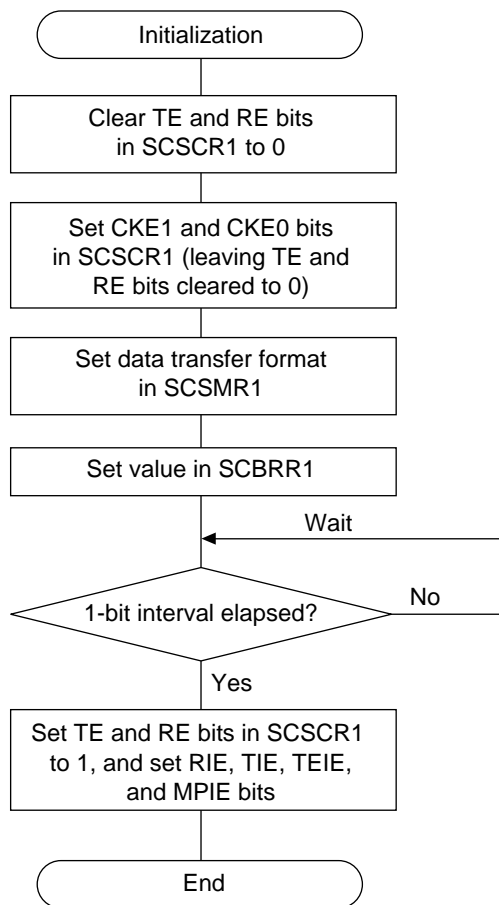 Initialization
Clear TE and RE bits
in SCSCR1 to 0
Set CKE1 and CKE0 bits
in SCSCR1 (leaving TE and
RE bits cleared to 0)
Set data transfer format
in SCSMR1
Set value in SCBRR1
Wait
1-bit interval elapsed?
No
Yes
Set TE and RE bits in SCSCR1
to 1, and set RIE, TIE, TEIE,
and MPIE bits
End